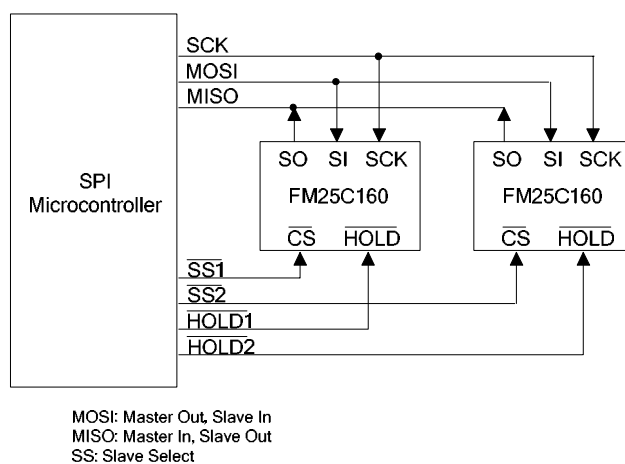 SCK
MOSI
MISO
SO SI SCK
SO SI SCK
SPI
Microcontroller
FM25C160
FM25C160
CS HOLD
CS HOLD
SS1
SS2
HOLD1
HOLD2
MOSI: Master Out, Slave In
MISO: Master In, Slave Out
SS: Slave Select